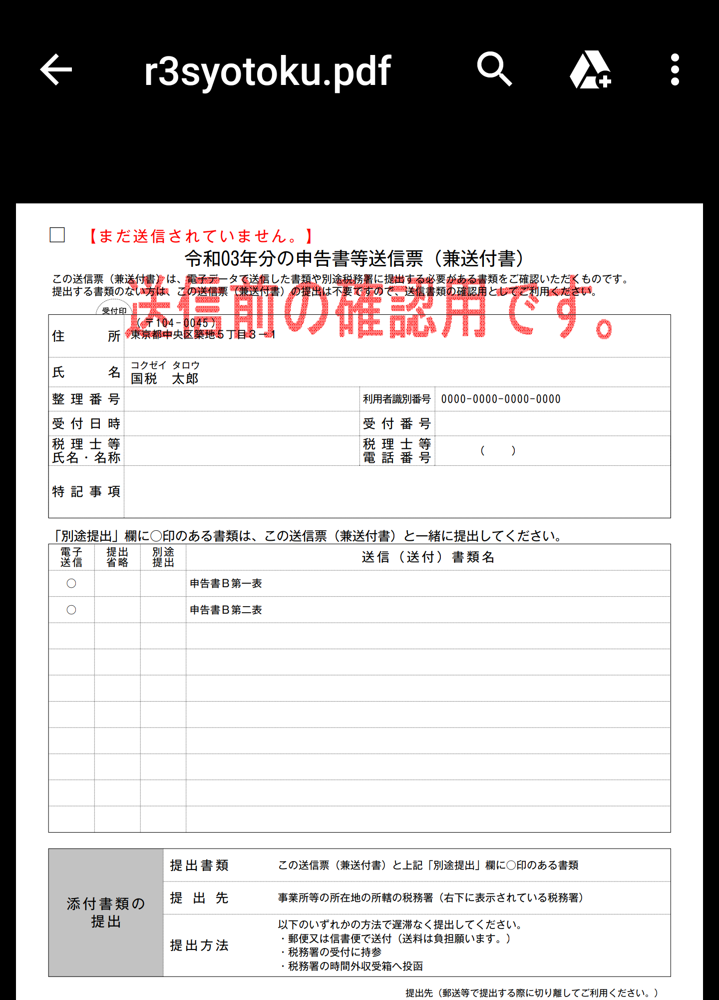 r3syotoku.pdf
【まだ送信されていません。】
令和03年分の申告書等送信票（兼送付書）
この送信票（兼送付書）は、電子データで送信した書類や別途税務署に提出する必要がある書類をご確認いただくものです。
提出する書類のない方は、この送信票（兼送付書）の提出は不要ですので、送信書類の確認用としてご利用ください。
送信前の確認用です。
受付印
住所
（〒104-0045）
東京都中央区築地５丁目３－１
氏名
コクゼイ タロウ
国税　太郎
整理番号
利用者識別番号 0000-0000-0000-0000
受付日時
受付番号
税理士等
氏名・名称
税理士等
電話番号
（　　）
特記事項
「別途提出」欄に○印のある書類は、この送信票（兼送付書）と一緒に提出してください。
電子
送信
提出
省略
別途
提出
送信（送付）書類名
○ 申告書Ｂ第一表
○ 申告書Ｂ第二表
添付書類の
提出
提出書類 この送信票（兼送付書）と上記「別途提出」欄に○印のある書類
提出先 事業所等の所在地の所轄の税務署（右下に表示されている税務署）
提出方法
以下のいずれかの方法で遅滞なく提出してください。
・郵便又は信書便で送付（送料は負担願います。）
・税務署の受付に持参
・税務署の時間外収受箱へ投函
提出先（郵送等で提出する際に切り離してご利用ください。）